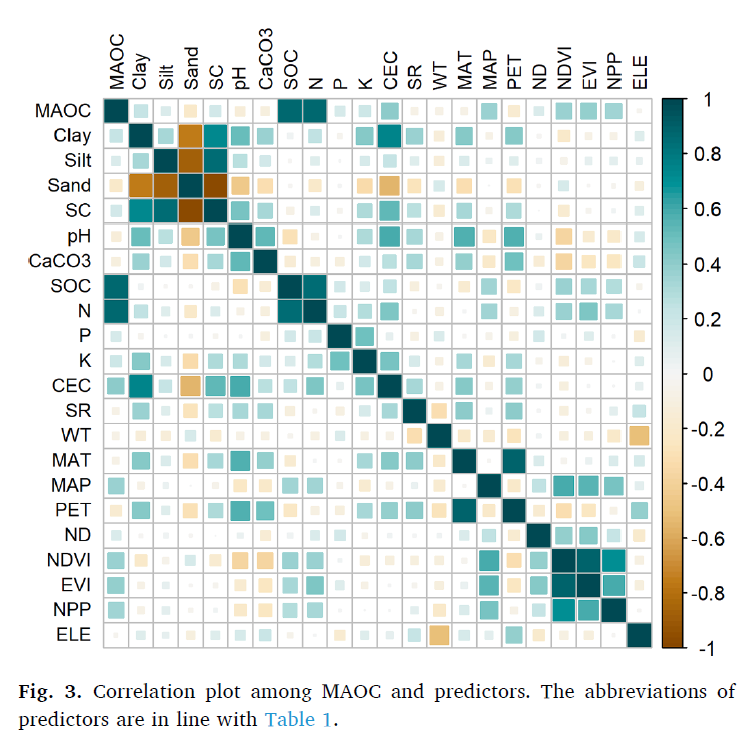 MAOC Clay Silt Sand SC pH CaCO3 SOC N P K CEC SR WT MAT MAP PET ND NDVI EVI NPP ELE
MAOC
Clay
Silt
Sand
SC
pH
CaCO3
SOC
N
P
K
CEC
SR
WT
MAT
MAP
PET
ND
NDVI
EVI
NPP
ELE
1
0.8
0.6
0.4
0.2
0
-0.2
-0.4
-0.6
-0.8
-1
Fig. 3. Correlation plot among MAOC and predictors. The abbreviations of
predictors are in line with Table 1.